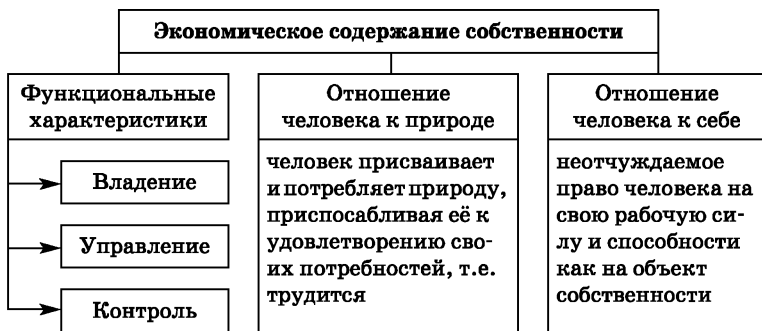 Экономическое содержание собственности
Функциональные
характеристики
Владение
Управление
Контроль
Отношение
человека к природе
человек присваивает
и потребляет природу,
приспосабливая её к
удовлетворению сво-
их потребностей, т.е.
трудится
Отношение
человека к себе
неотчуждаемое
право человека на
свою рабочую си-
лу и способности
как на объект
собственности